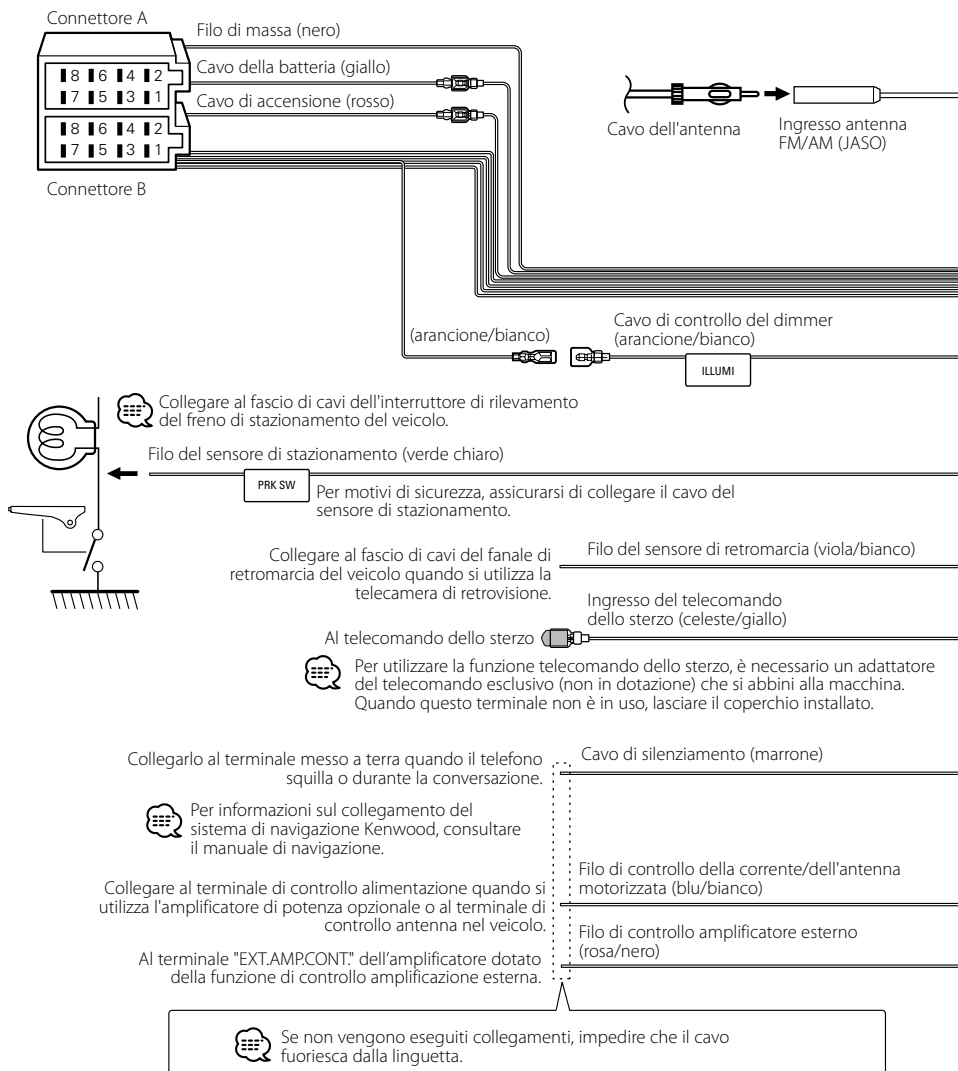 Connettore A
Filo di massa (nero)
Cavo della batteria (giallo)
8 6 4 2
7 5 3 1
Cavo di accensione (rosso)
8 6 4 2
7 5 3 1
Connettore B
Cavo dell'antenna
Ingresso antenna
FM/AM (JASO)
(arancione/bianco)
Cavo di controllo del dimmer
(arancione/bianco)
ILLUMI
Collegare al fascio di cavi dell'interruttore di rilevamento
del freno di stazionamento del veicolo.
Filo del sensore di stazionamento (verde chiaro)
PRK SW
Per motivi di sicurezza, assicurarsi di collegare il cavo del
sensore di stazionamento.
Collegare al fascio di cavi del fanale di
retromarcia del veicolo quando si utilizza la
telecamera di retrovisione.
Filo del sensore di retromarcia (viola/bianco)
Ingresso del telecomando
dello sterzo (celeste/giallo)
Al telecomando dello sterzo
Per utilizzare la funzione telecomando dello sterzo, è necessario un adattatore
del telecomando esclusivo (non in dotazione) che si abbini alla macchina.
Quando questo terminale non è in uso, lasciare il coperchio installato.
Collegarlo al terminale messo a terra quando il telefono
squilla o durante la conversazione.
Cavo di silenziamento (marrone)
Per informazioni sul collegamento del
sistema di navigazione Kenwood, consultare
il manuale di navigazione.
Collegare al terminale di controllo alimentazione quando si
utilizza l'amplificatore di potenza opzionale o al terminale di
controllo antenna nel veicolo.
Filo di controllo della corrente/dell'antenna
motorizzata (blu/bianco)
Filo di controllo amplificatore esterno
(rosa/nero)
Al terminale "EXT.AMP.CONT." dell'amplificatore dotato
della funzione di controllo amplificazione esterna.
Se non vengono eseguiti collegamenti, impedire che il cavo
fuoriesca dalla linguetta.